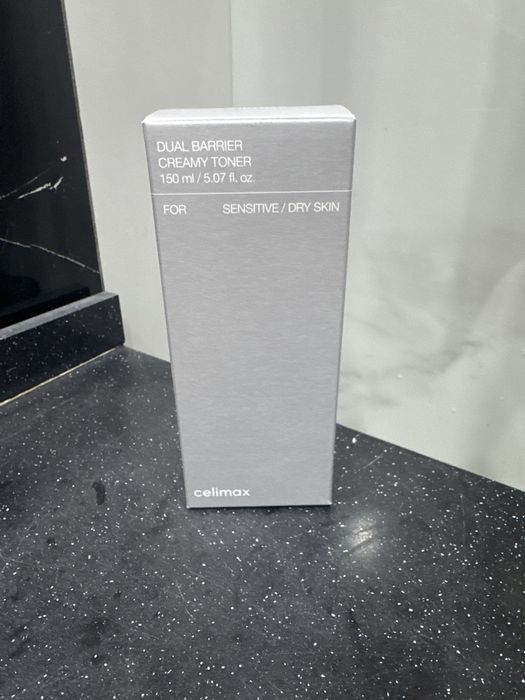 DUAL BARRIER
CREAMY TONER
150 ml / 5.07 fl. oz.
FOR SENSITIVE / DRY SKIN
celimax